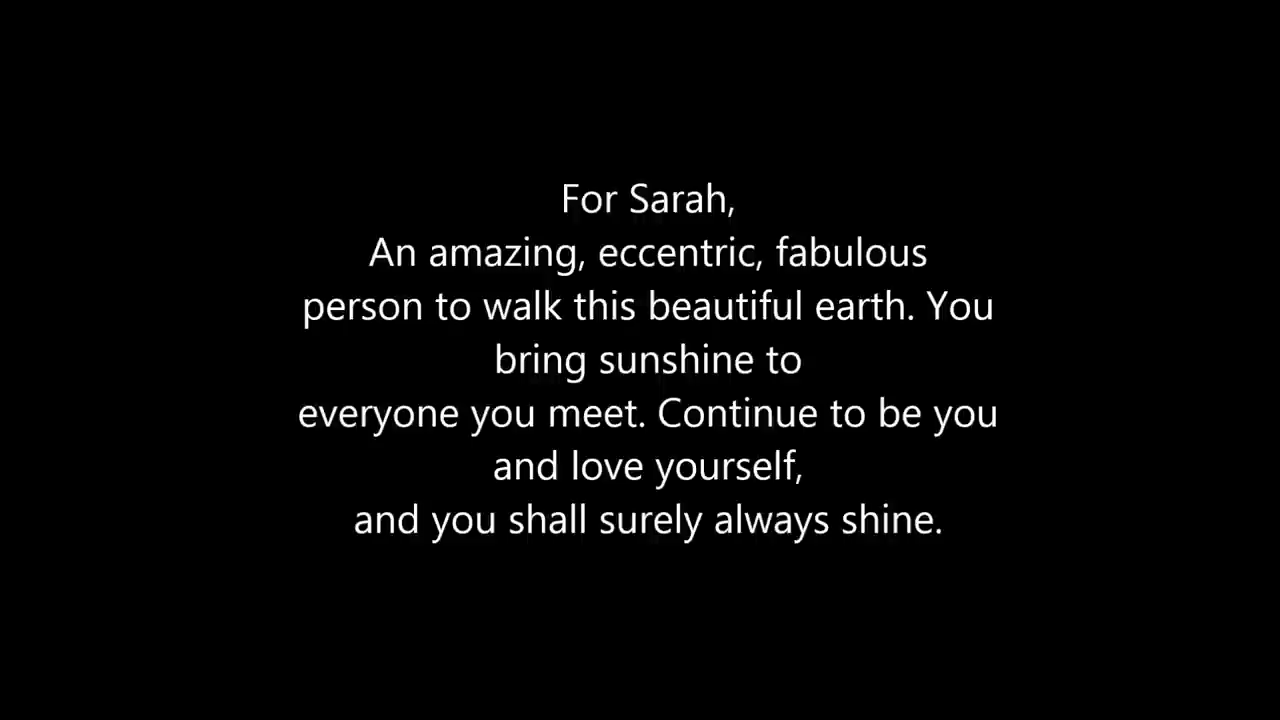 For Sarah,
An amazing, eccentric, fabulous
person to walk this beautiful earth. You
bring sunshine to
everyone you meet. Continue to be you
and love yourself,
and you shall surely always shine.